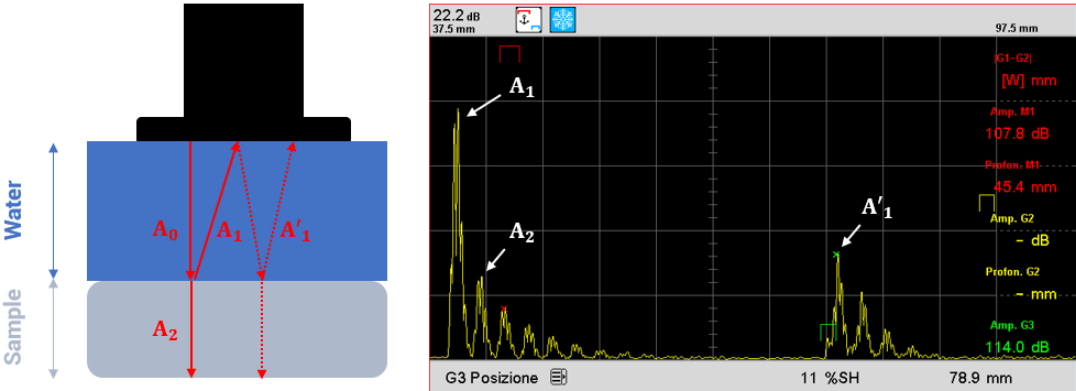 Water
Sample
A₀
A₁
A'₁
A₂
22.2 dB
37.5 mm
97.5 mm
A₁
A₂
A'₁
(G1-G2)
[W] mm
Amp. M1
107.8 dB
Profon. M1
45.4 mm
Amp. G2
- dB
Profon. G2
- mm
Amp. G3
114.0 dB
G3 Posizione
11 %SH
78.9 mm